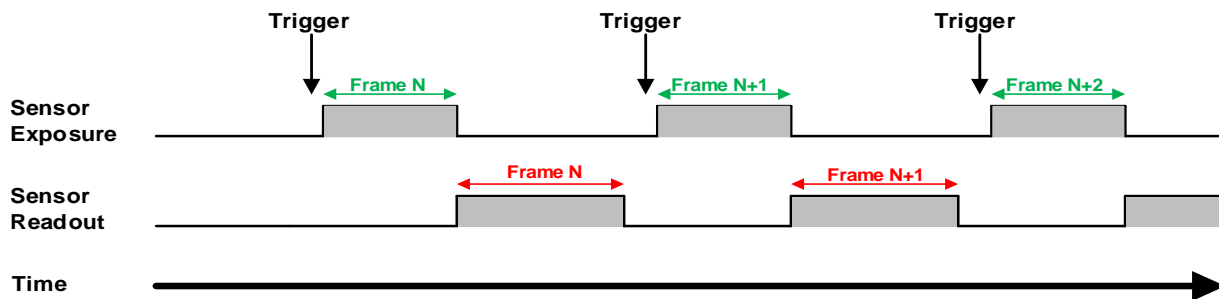 Trigger Trigger Trigger
Frame N Frame N+1 Frame N+2
Sensor
Exposure
Frame N Frame N+1
Sensor
Readout
Time